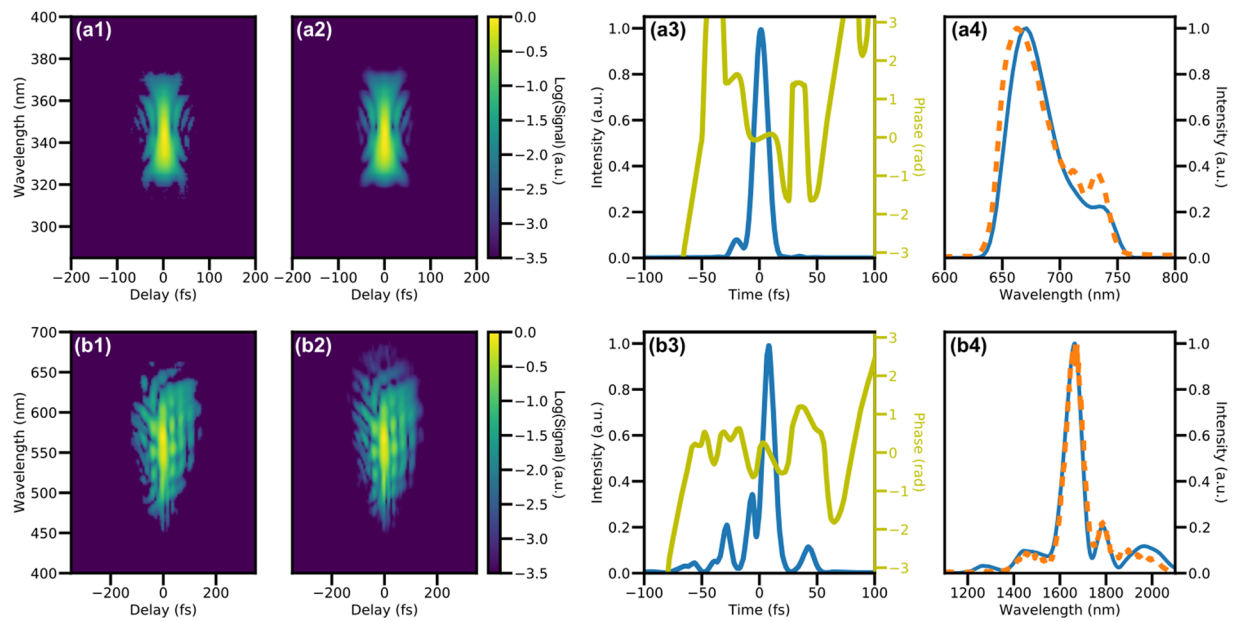 (a1)
400
380
360
340
320
300
Wavelength (nm)
−200 −100 0 100 200
Delay (fs)
(a2)
−200 −100 0 100 200
Delay (fs)
0.0
−0.5
−1.0
−1.5
−2.0
−2.5
−3.0
−3.5
Log(Signal) (a.u.)
(a3)
1.0
0.8
0.6
0.4
0.2
0.0
Intensity (a.u.)
−100 −50 0 50 100
Time (fs)
3
2
1
0
−1
−2
−3
Phase (rad)
(a4)
600 650 700 750 800
Wavelength (nm)
1.0
0.8
0.6
0.4
0.2
0.0
Intensity (a.u.)
(b1)
700
650
600
550
500
450
400
Wavelength (nm)
−200 0 200
Delay (fs)
(b2)
−200 0 200
Delay (fs)
0.0
−0.5
−1.0
−1.5
−2.0
−2.5
−3.0
−3.5
Log(Signal) (a.u.)
(b3)
1.0
0.8
0.6
0.4
0.2
0.0
Intensity (a.u.)
−100 −50 0 50 100
Time (fs)
3
2
1
0
−1
−2
−3
Phase (rad)
(b4)
1200 1400 1600 1800 2000
Wavelength (nm)
1.0
0.8
0.6
0.4
0.2
0.0
Intensity (a.u.)